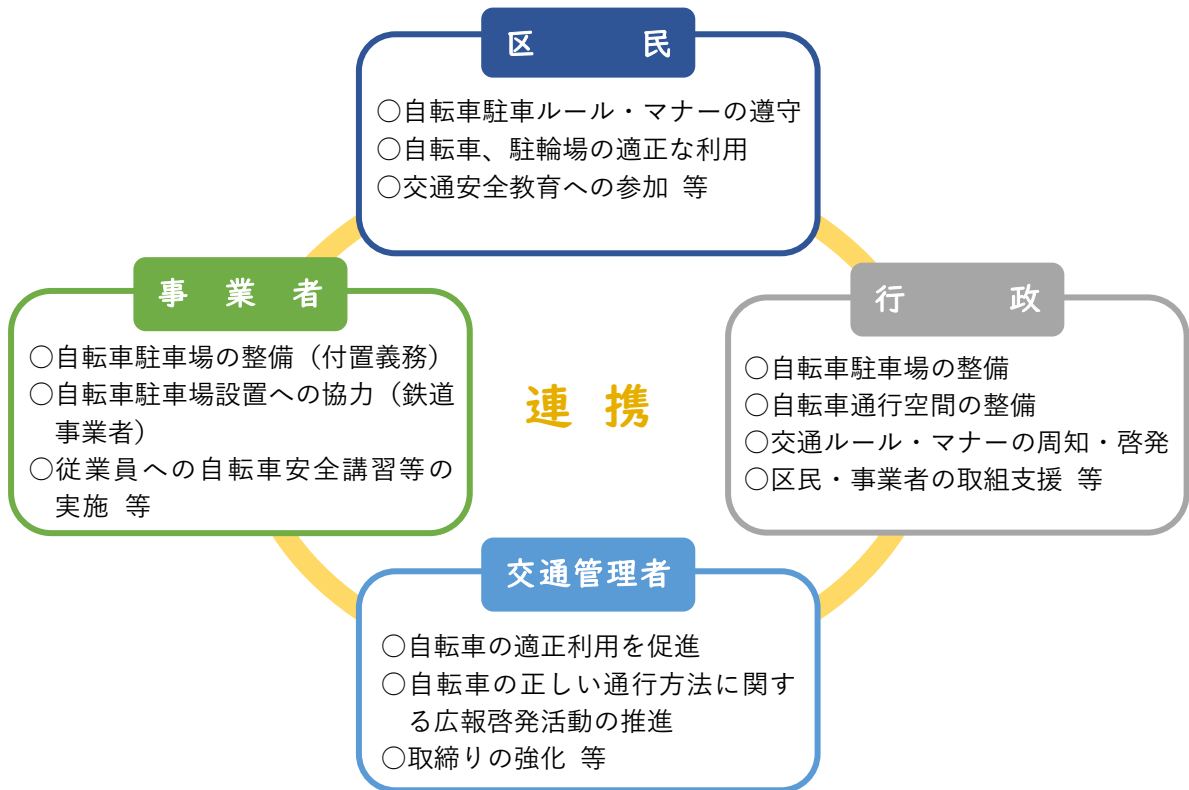 区民
○自転車駐車ルール・マナーの遵守
○自転車、駐輪場の適正な利用
○交通安全教育への参加 等
事業者
○自転車駐車場の整備（付置義務）
○自転車駐車場設置への協力（鉄道
事業者）
○従業員への自転車安全講習等の
実施 等
連携
行政
○自転車駐車場の整備
○自転車通行空間の整備
○交通ルール・マナーの周知・啓発
○区民・事業者の取組支援 等
交通管理者
○自転車の適正利用を促進
○自転車の正しい通行方法に関す
る広報啓発活動の推進
○取締りの強化 等